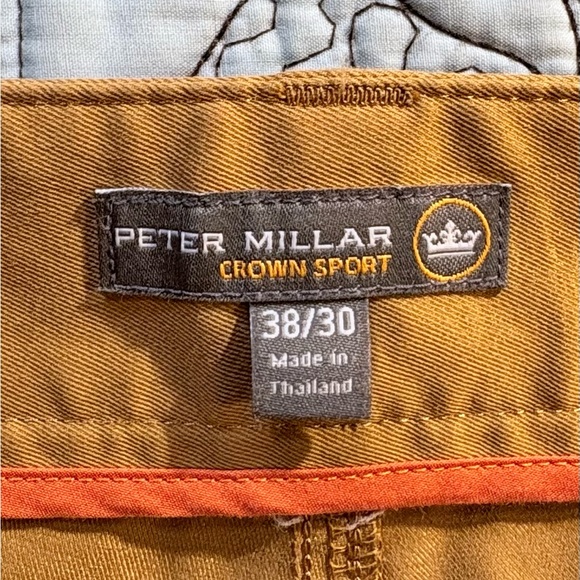 PETER MILLAR
CROWN SPORT
38/30
Made in
Thailand